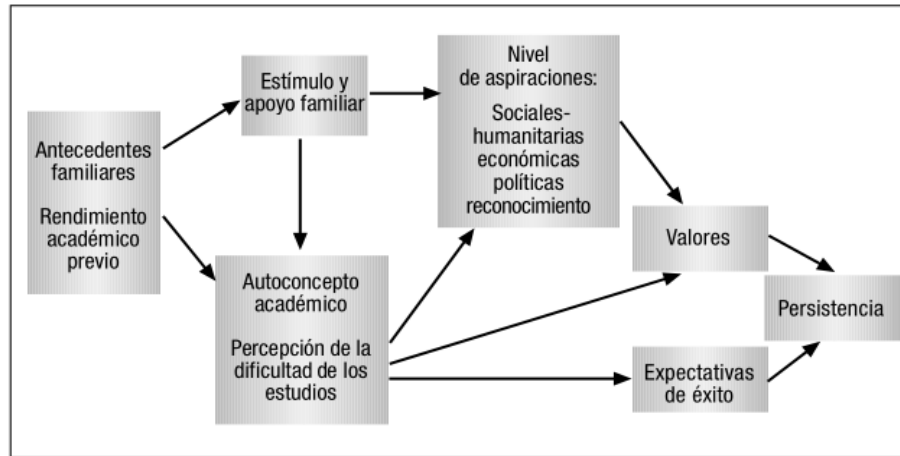 Antecedentes
familiares
Rendimiento
académico
previo
Estímulo y
apoyo familiar
Autoconcepto
académico
Percepción de la
dificultad de los
estudios
Nivel
de aspiraciones:
Sociales-
humanitarias
económicas
políticas
reconocimiento
Valores
Expectativas
de éxito
Persistencia